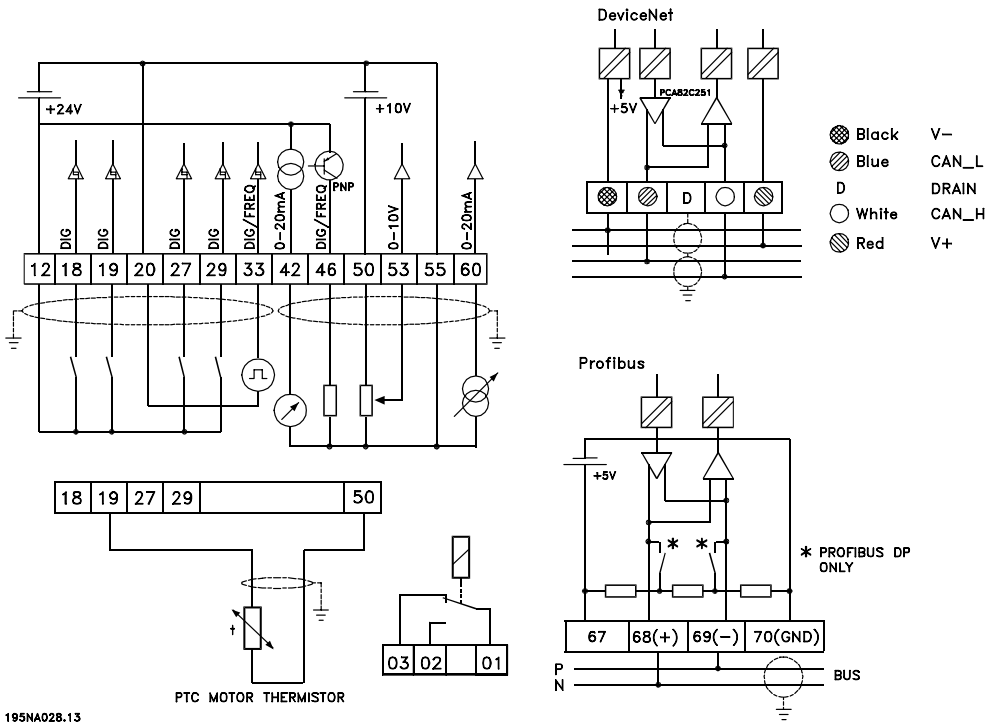 DeviceNet
+24V
+10V
+5V
PCA82C251
PNP
DIG
DIG
DIG
DIG
DIG/FREQ
0-20mA
DIG/FREQ
0-10V
0-20mA
12 18 19 20 27 29 33 42 46 50 53 55 60
D
Black V-
Blue CAN_L
D DRAIN
White CAN_H
Red V+
Profibus
+5V
* *
* PROFIBUS DP
ONLY
67 68(+) 69(-) 70(GND)
P
N
BUS
18 19 27 29 50
t
PTC MOTOR THERMISTOR
03 02 01
195NA028.13